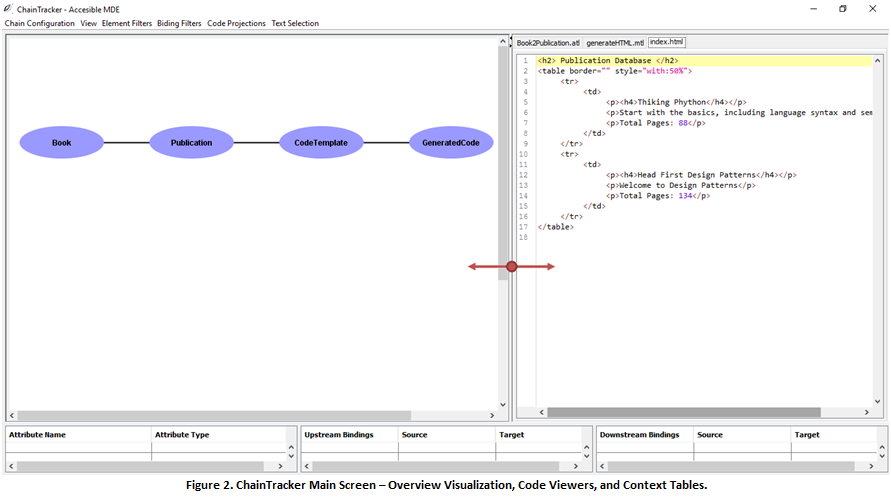 ChainTracker - Accesible MDE
Chain Configuration View Element Filters Biding Filters Code Projections Text Selection
Book Publication CodeTemplate GeneratedCode
Book2Publication.atl generateHTML.mtl index.html
1 <h2> Publication Database </h2>
2 <table border="" style="with:50%">
3 <tr>
4 <td>
5 <p><h4>Thiking Phython</h4></p>
6 <p>Start with the basics, including language syntax and sem
7 <p>Total Pages: 88</p>
8 </td>
9 </tr>
10 <tr>
11 <td>
12 <p><h4>Head First Design Patterns</h4></p>
13 <p>Welcome to Design Patterns</p>
14 <p>Total Pages: 134</p>
15 </td>
16 </tr>
17 </table>
18
Attribute Name Attribute Type Upstream Bindings Source Target Downstream Bindings Source Target
Figure 2. ChainTracker Main Screen – Overview Visualization, Code Viewers, and Context Tables.